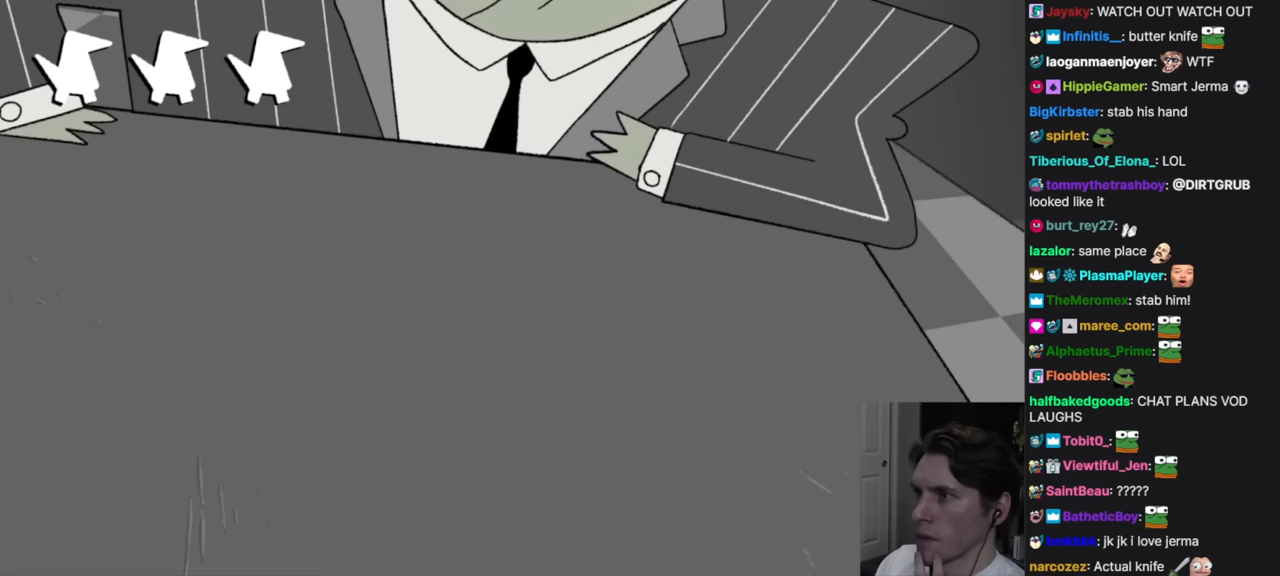 Jaysky: WATCH OUT WATCH OUT
Infinitis__: butter knife
laoganmaenjoyer: WTF
HippieGamer: Smart Jerma
BigKirbster: stab his hand
spirlet:
Tiberious_Of_Elona_: LOL
tommythetrashboy: @DIRTGRUB
looked like it
burt_rey27:
lazalor: same place
PlasmaPlayer:
TheMeromex: stab him!
maree_com:
Alphaetus_Prime:
Floobbles:
halfbakedgoods: CHAT PLANS VOD
LAUGHS
Tobit0_:
Viewtiful_Jen:
SaintBeau: ?????
BatheticBoy:
: jk jk i love jerma
narcozez: Actual knife